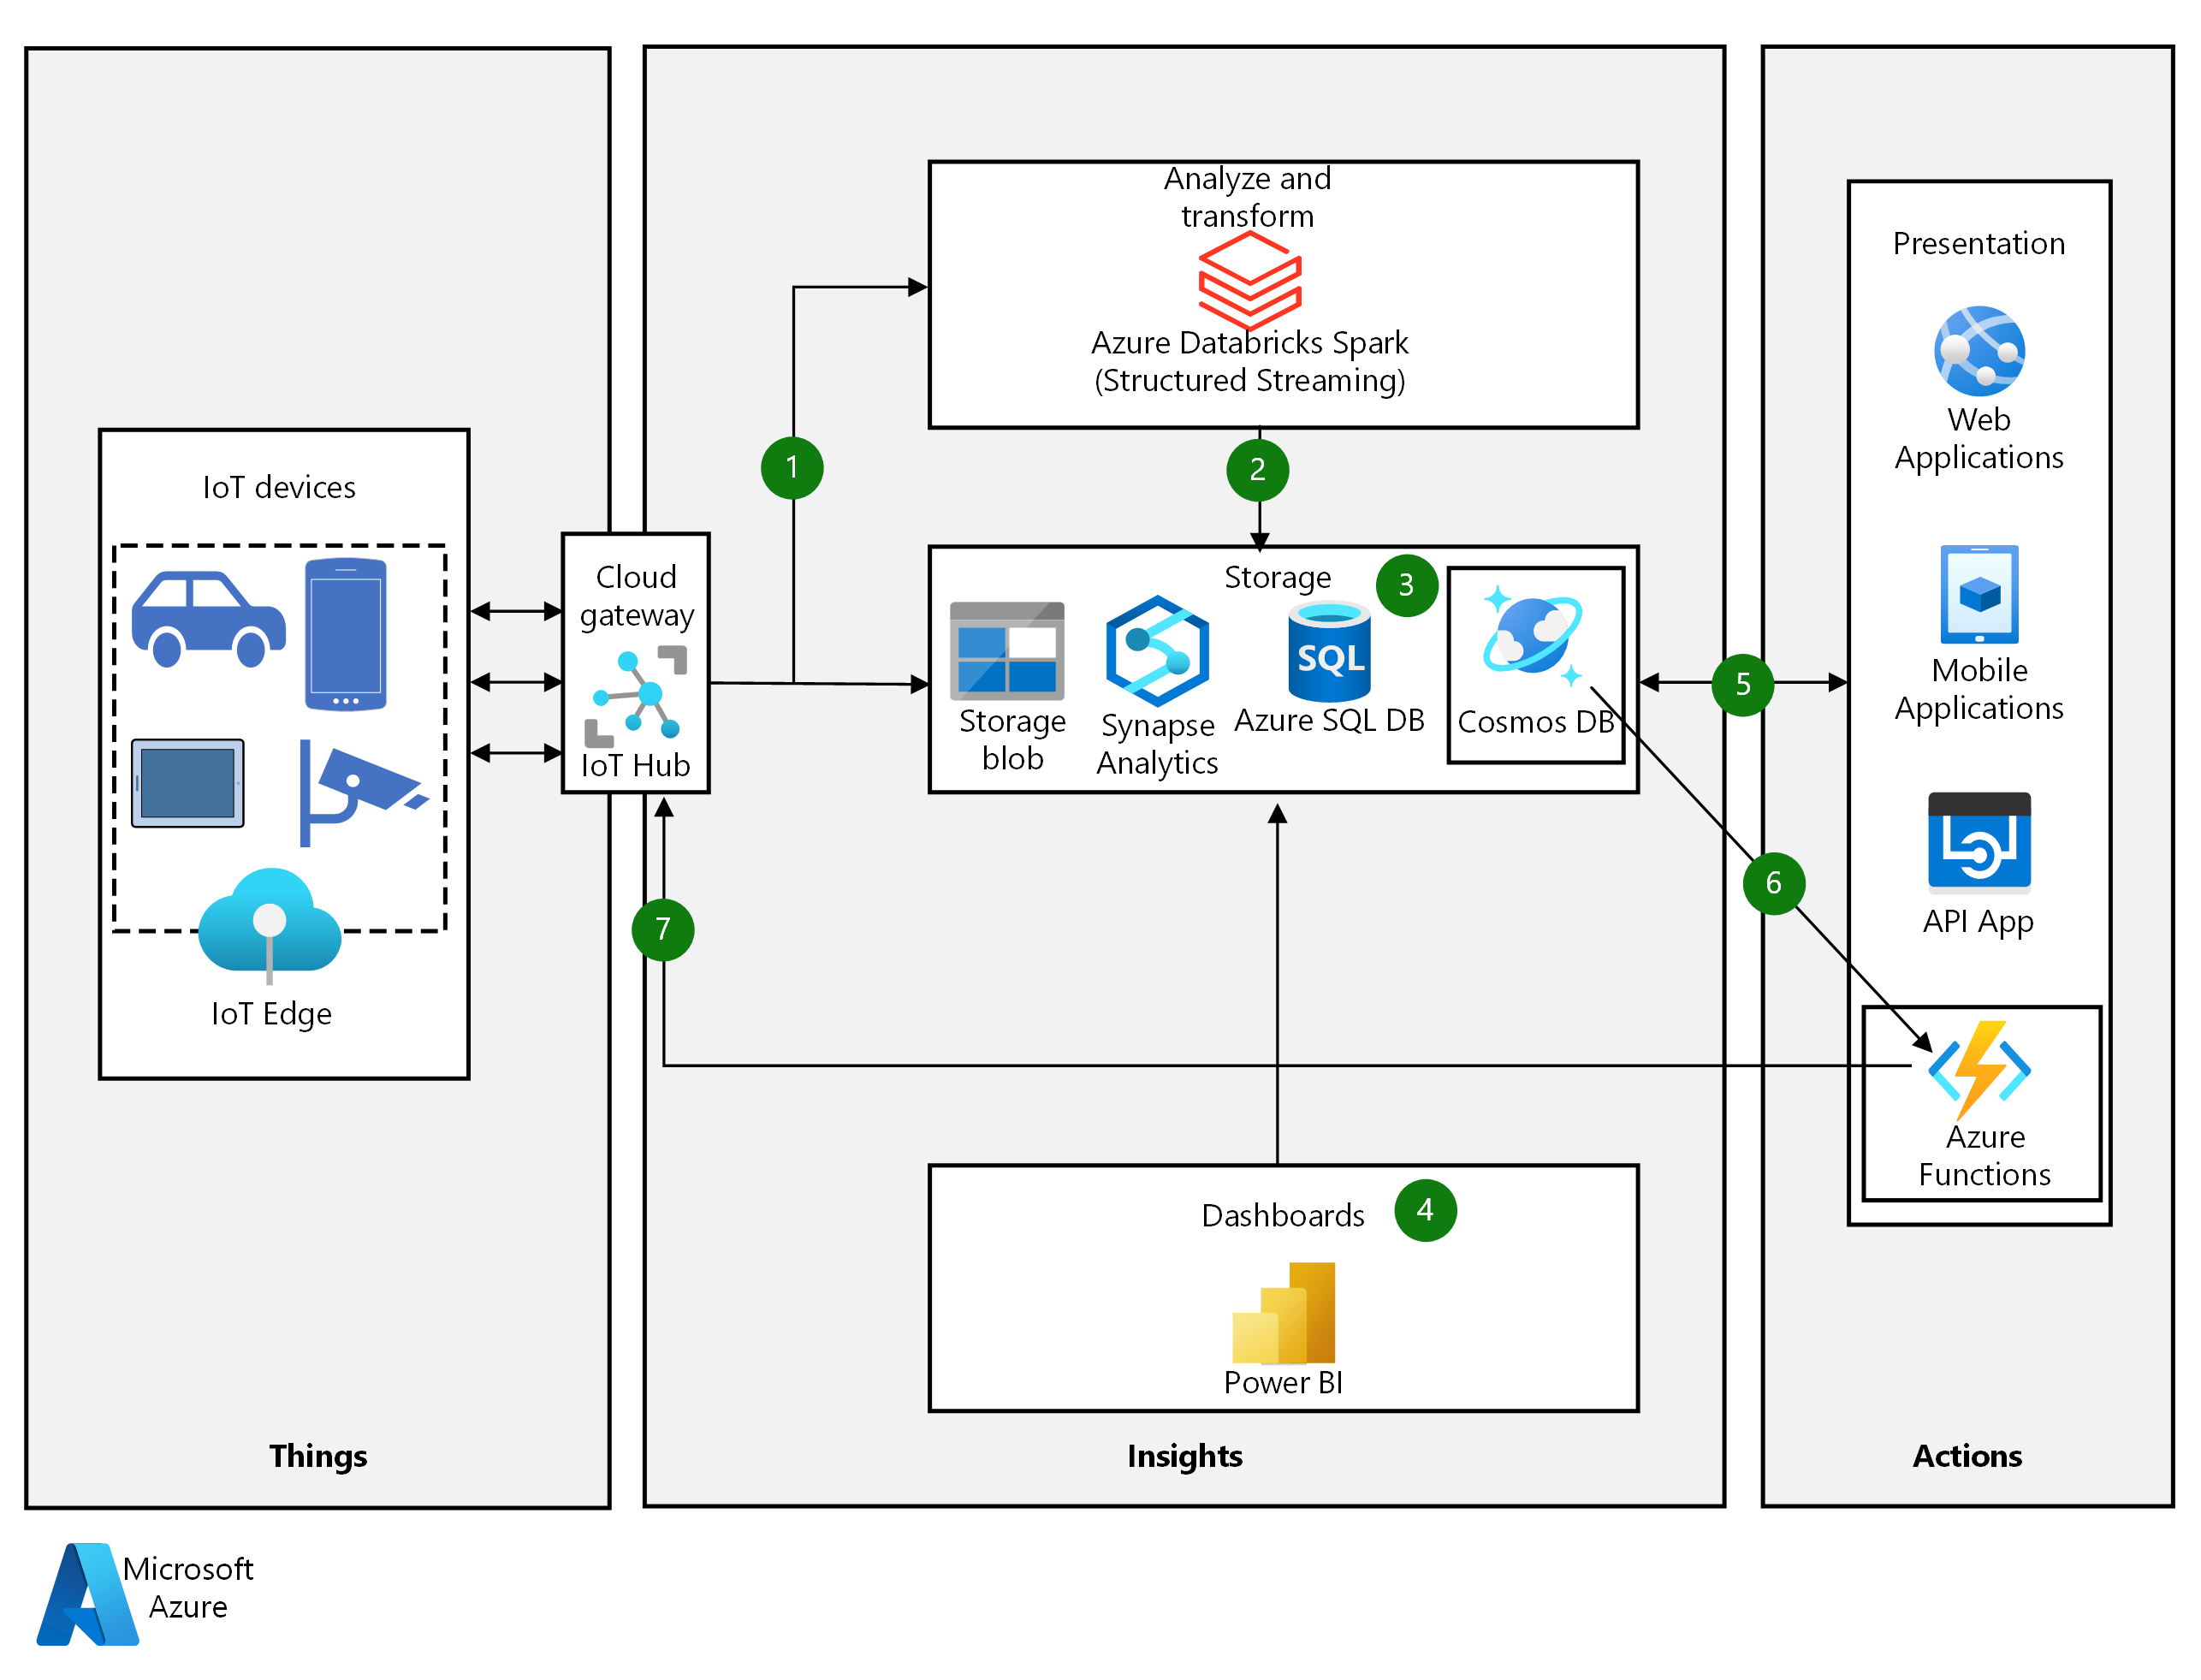 IoT devices
IoT Edge
Things
Cloud
gateway
IoT Hub
1
7
Analyze and
transform
Azure Databricks Spark
(Structured Streaming)
2
Storage
3
Storage
blob
Synapse
Analytics
SQL
Azure SQL DB
Cosmos DB
Dashboards
4
Power BI
Insights
5
6
Presentation
Web
Applications
Mobile
Applications
API App
Azure
Functions
Actions
Microsoft
Azure